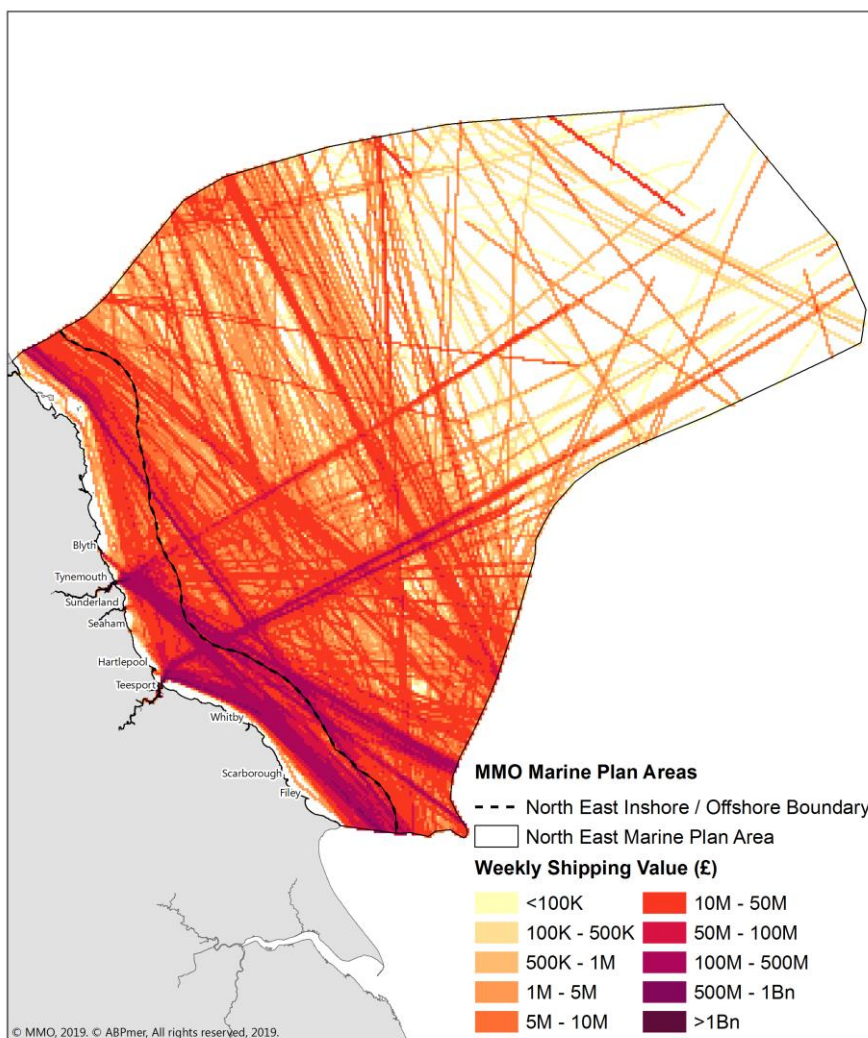 Blyth
Tynemouth
Sunderland
Seaham
Hartlepool
Teesport
Whitby
Scarborough
Filey
MMO Marine Plan Areas
North East Inshore / Offshore Boundary
North East Marine Plan Area
Weekly Shipping Value (£)
<100K
100K - 500K
500K - 1M
1M - 5M
5M - 10M
10M - 50M
50M - 100M
100M - 500M
500M - 1Bn
>1Bn
© MMO, 2019. © ABPmer, All rights reserved, 2019.